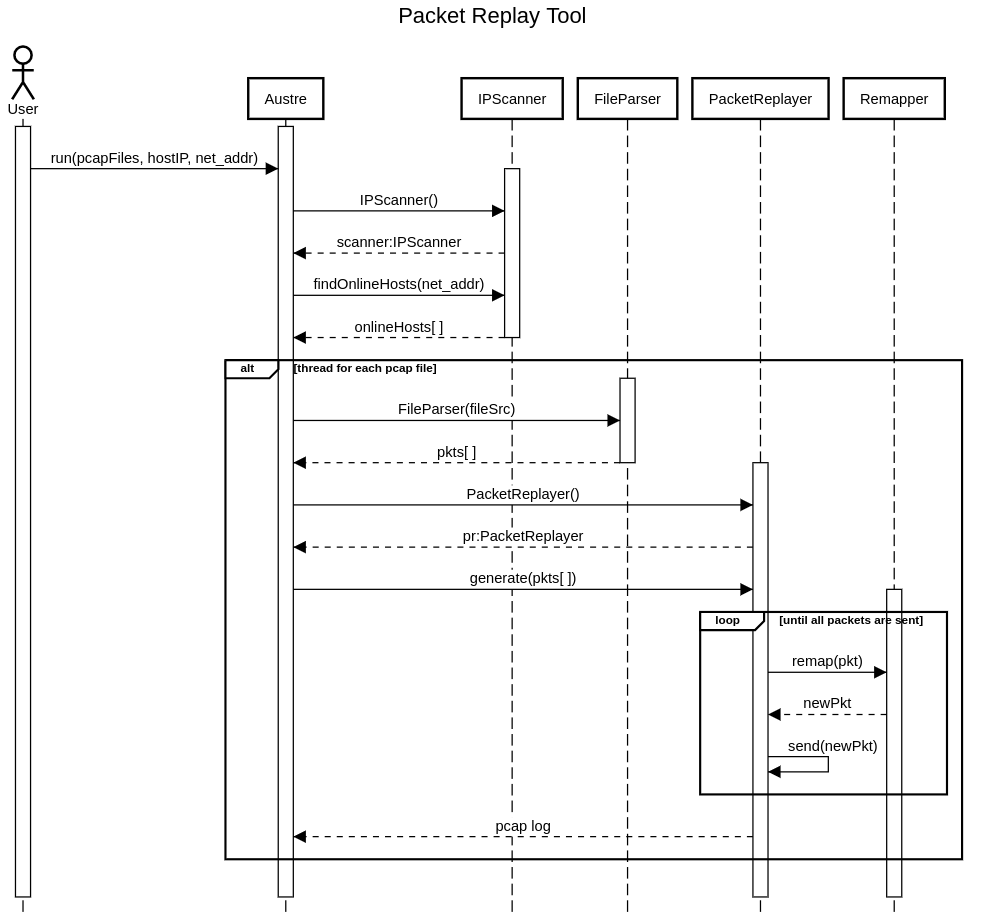 Packet Replay Tool
User
Austre
IPScanner
FileParser
PacketReplayer
Remapper
run(pcapFiles, hostIP, net_addr)
IPScanner()
scanner:IPScanner
findOnlineHosts(net_addr)
onlineHosts[ ]
alt
[thread for each pcap file]
FileParser(fileSrc)
pkts[ ]
PacketReplayer()
pr:PacketReplayer
generate(pkts[ ])
loop
[until all packets are sent]
remap(pkt)
newPkt
send(newPkt)
pcap log